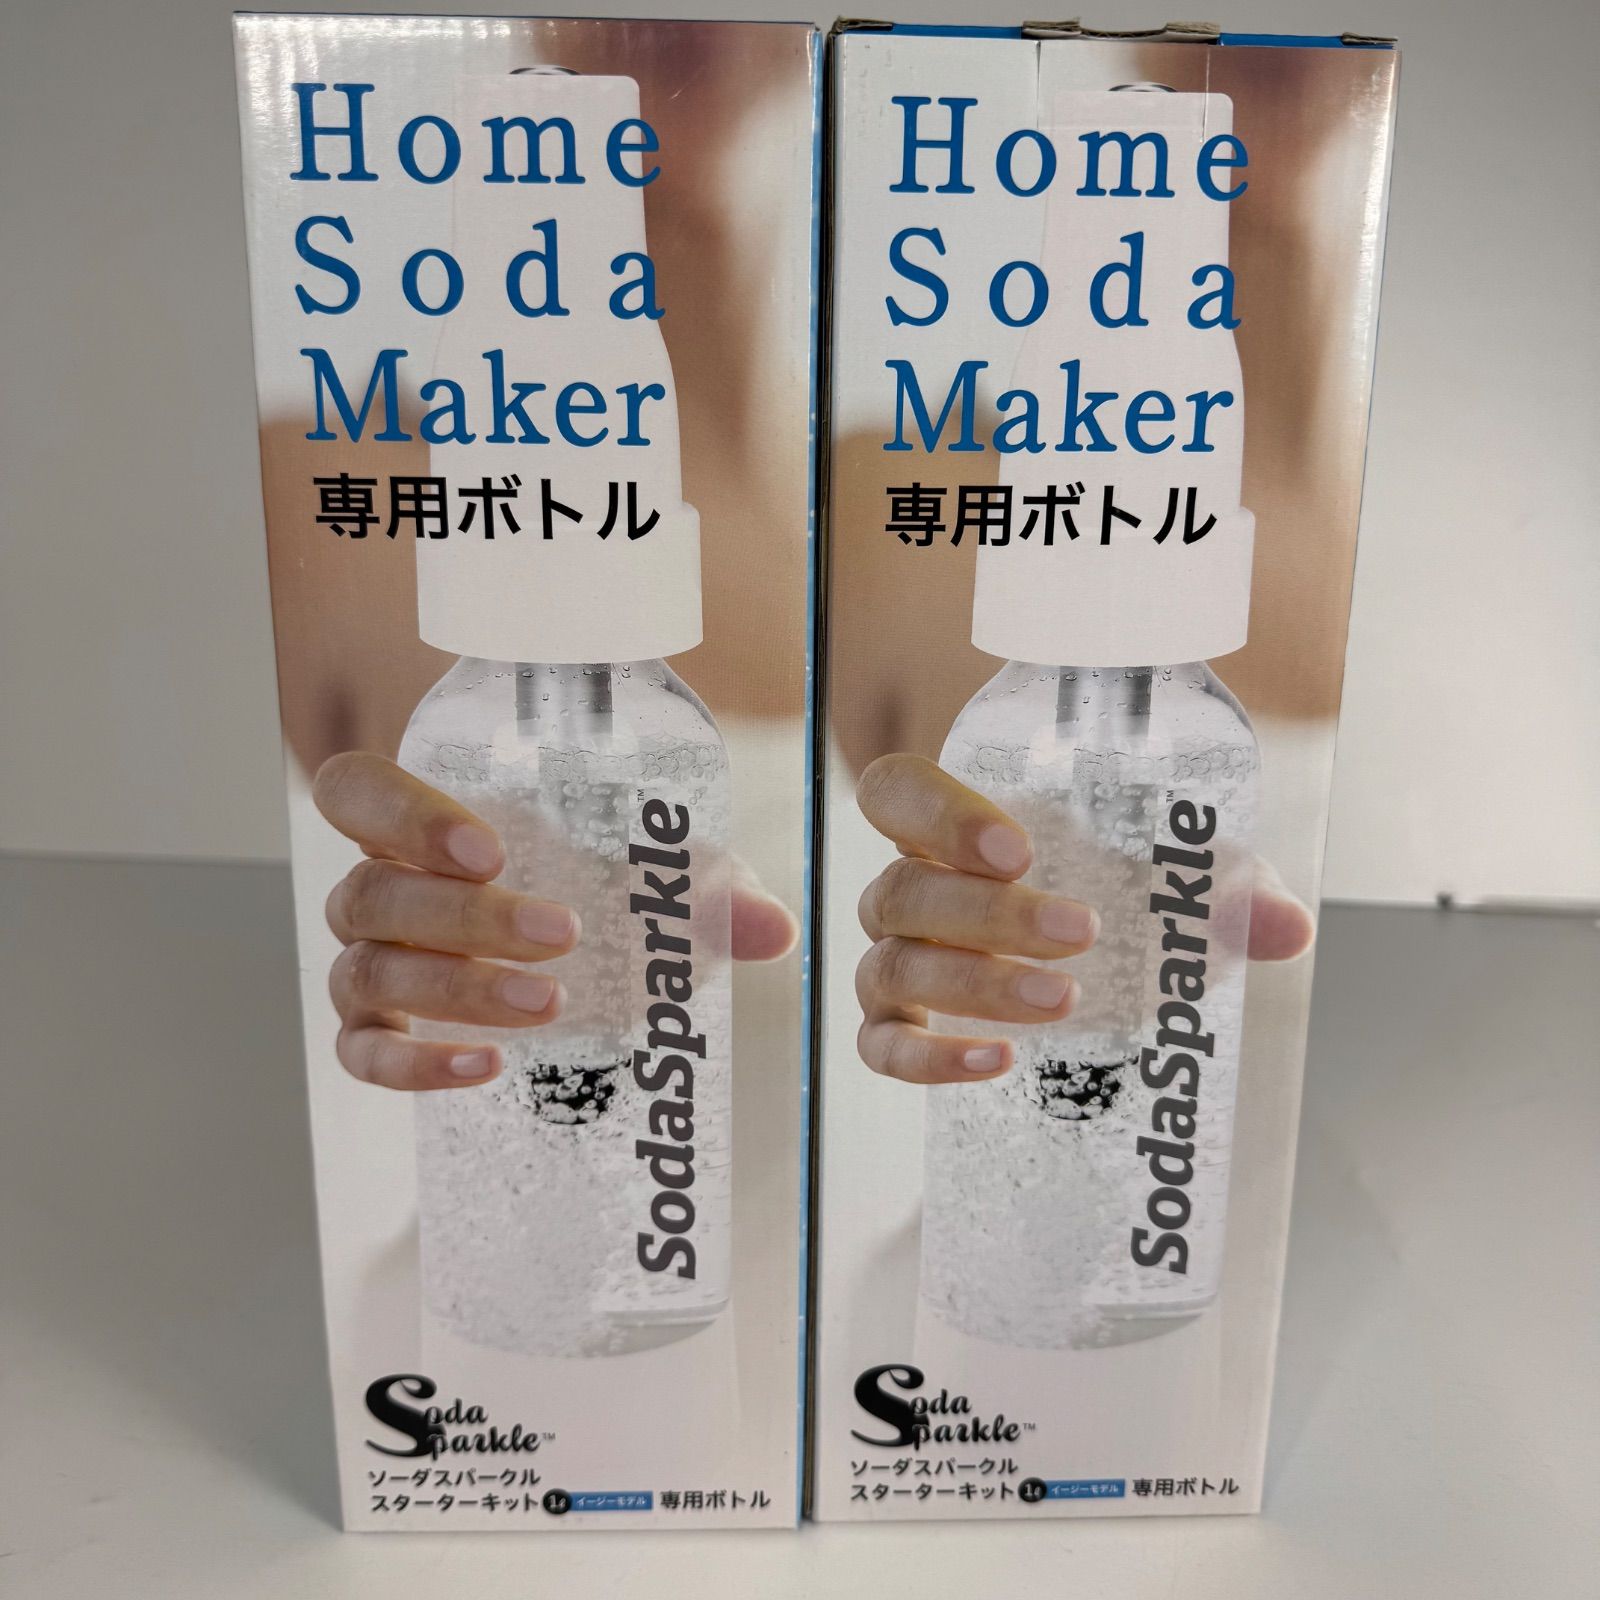 Home
Soda
Maker
専用ボトル
SodaSparkle™
Soda
Sparkle™
ソーダスパークル
スターターキット 1ℓ イージーモデル 専用ボトル
Home
Soda
Maker
専用ボトル
SodaSparkle™
Soda
Sparkle™
ソーダスパークル
スターターキット 1ℓ イージーモデル 専用ボトル